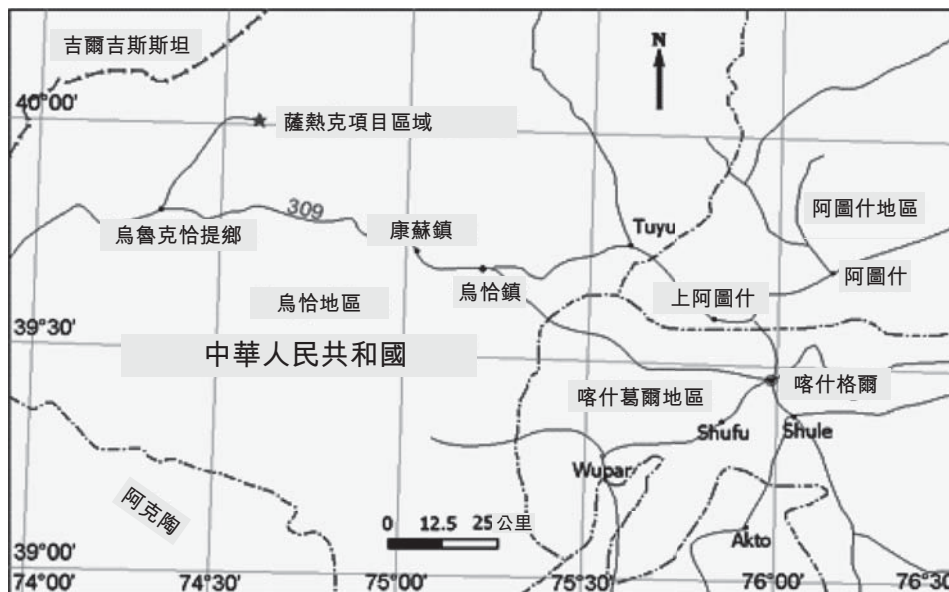 吉爾吉斯斯坦
N
40°00'
薩熱克項目區域
309
阿圖什地區
烏魯克恰提鄉
康蘇鎮
Tuyu
烏恰鎮
阿圖什
烏恰地區
上阿圖什
39°30'
中華人民共和國
喀什葛爾地區
喀什格爾
Shufu
Shule
Wupar
阿克陶
0 12.5 25 公里
Akto
39°00'
74°00' 74°30' 75°00' 75°30' 76°00' 76°30'